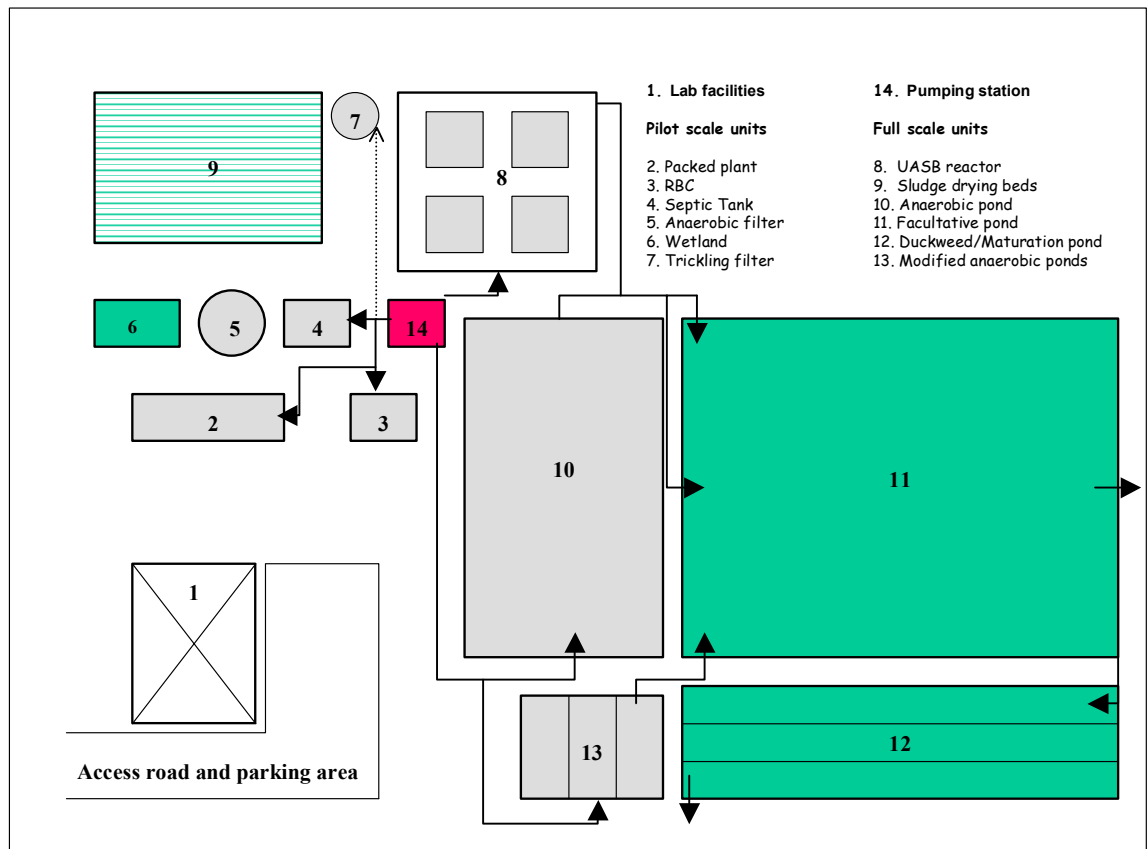 1. Lab facilities
Pilot scale units
2. Packed plant
3. RBC
4. Septic Tank
5. Anaerobic filter
6. Wetland
7. Trickling filter
14. Pumping station
Full scale units
8. UASB reactor
9. Sludge drying beds
10. Anaerobic pond
11. Facultative pond
12. Duckweed/Maturation pond
13. Modified anaerobic ponds
7
9
8
6
5
4
14
2
3
10
11
1
13
12
Access road and parking area